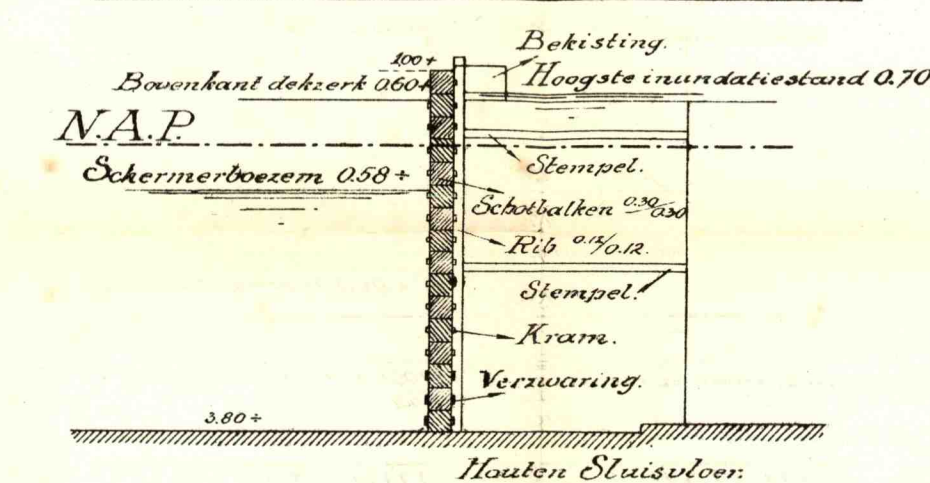 Bekisting.
1,00+
Bovenkant dekzerk 0.60+
Hoogste inundatiestand 0.70
N.A.P.
Stempel.
Schermerboezem 0.58÷
Schotbalken 0.30/0.30
Rib 0.12/0.12.
Stempel.
Kram.
Verzwaring.
3.80÷
Houten Sluisvloer.